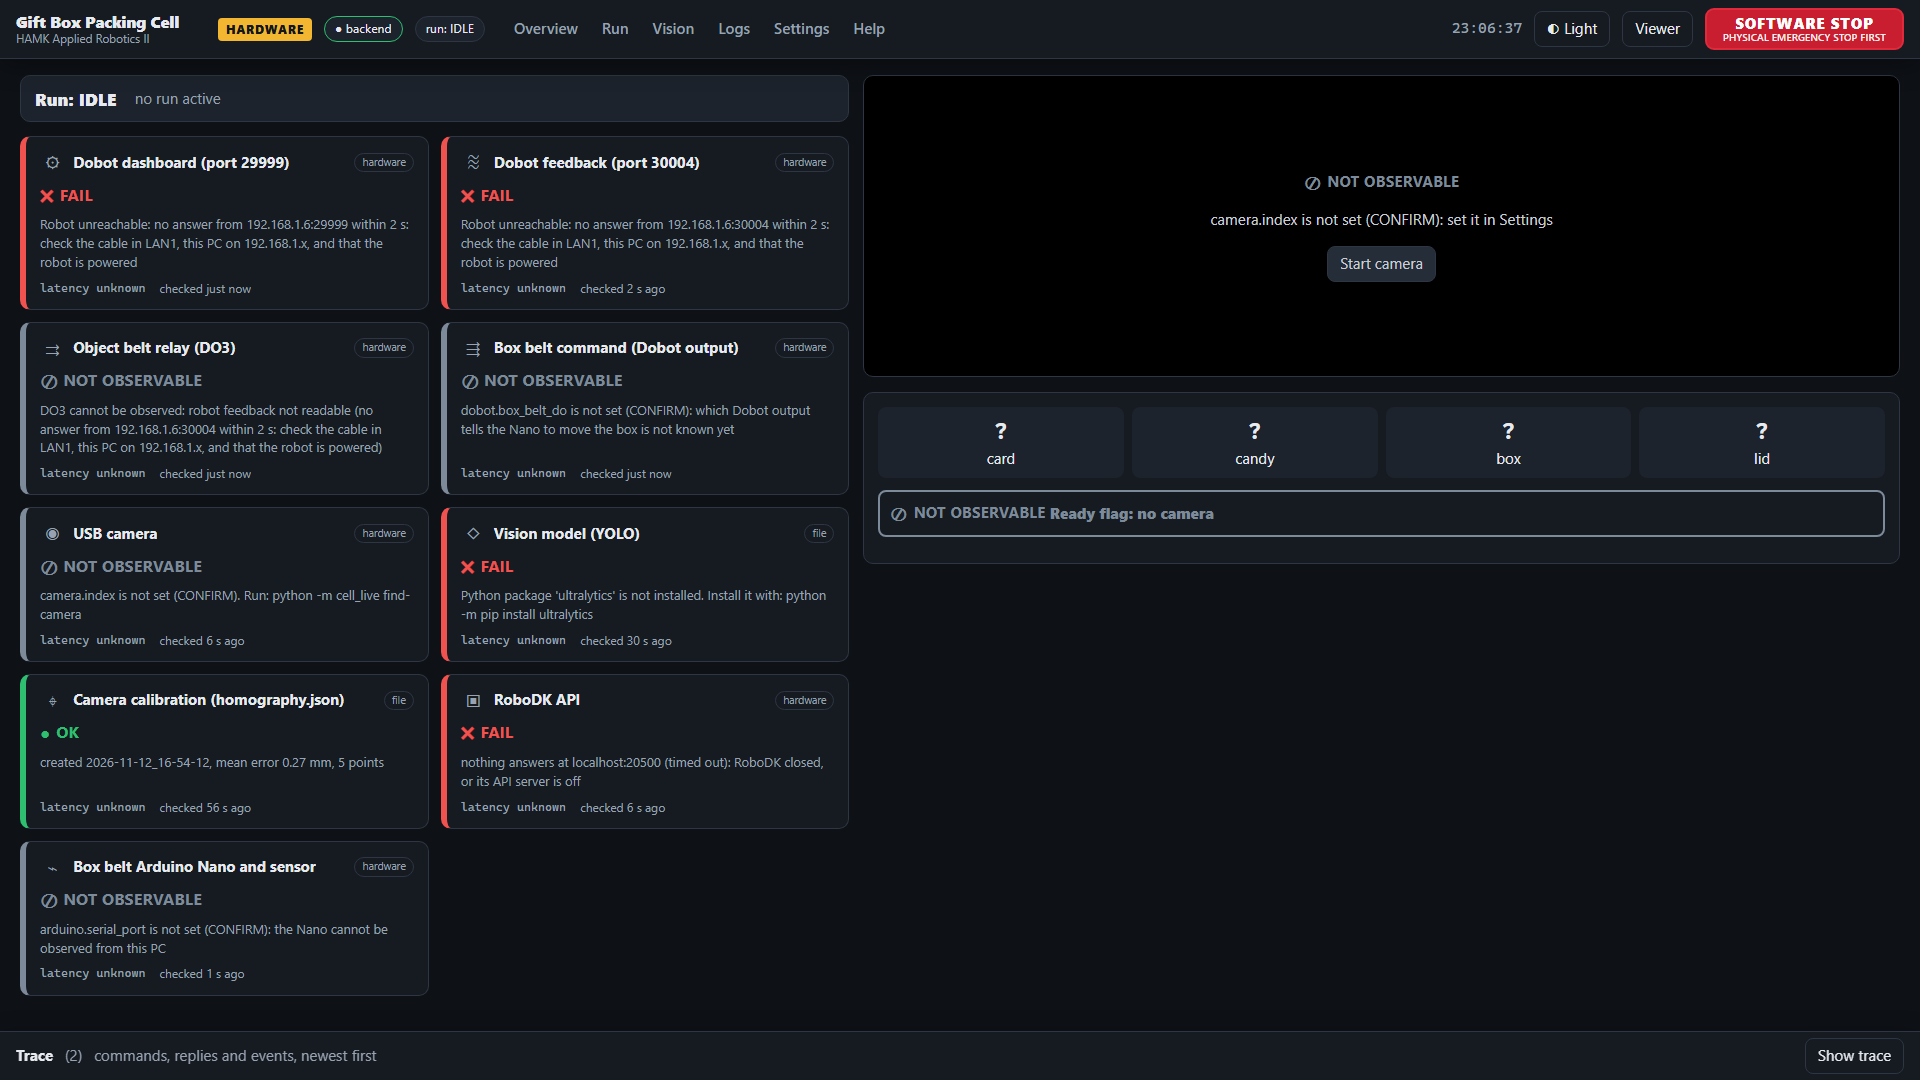 Gift Box Packing Cell
HAMK Applied Robotics II
HARDWARE
backend
run: IDLE
Overview
Run
Vision
Logs
Settings
Help
23:06:37
Light
Viewer
SOFTWARE STOP
PHYSICAL EMERGENCY STOP FIRST
Run: IDLE
no run active
Dobot dashboard (port 29999)
hardware
FAIL
Robot unreachable: no answer from 192.168.1.6:29999 within 2 s:
check the cable in LAN1, this PC on 192.168.1.x, and that the
robot is powered
latency unknown
checked just now
Dobot feedback (port 30004)
hardware
FAIL
Robot unreachable: no answer from 192.168.1.6:30004 within 2 s:
check the cable in LAN1, this PC on 192.168.1.x, and that the
robot is powered
latency unknown
checked 2 s ago
Object belt relay (DO3)
hardware
NOT OBSERVABLE
DO3 cannot be observed: robot feedback not readable (no
answer from 192.168.1.6:30004 within 2 s: check the cable in
LAN1, this PC on 192.168.1.x, and that the robot is powered)
latency unknown
checked just now
Box belt command (Dobot output)
hardware
NOT OBSERVABLE
dobot.box_belt_do is not set (CONFIRM): which Dobot output
tells the Nano to move the box is not known yet
latency unknown
checked just now
USB camera
hardware
NOT OBSERVABLE
camera.index is not set (CONFIRM). Run: python -m cell_live find-
camera
latency unknown
checked 6 s ago
Vision model (YOLO)
file
FAIL
Python package 'ultralytics' is not installed. Install it with: python
-m pip install ultralytics
latency unknown
checked 30 s ago
Camera calibration (homography.json)
file
OK
created 2026-11-12_16-54-12, mean error 0.27 mm, 5 points
latency unknown
checked 56 s ago
RoboDK API
hardware
FAIL
nothing answers at localhost:20500 (timed out): RoboDK closed,
or its API server is off
latency unknown
checked 6 s ago
Box belt Arduino Nano and sensor
hardware
NOT OBSERVABLE
arduino.serial_port is not set (CONFIRM): the Nano cannot be
observed from this PC
latency unknown
checked 1 s ago
NOT OBSERVABLE
camera.index is not set (CONFIRM): set it in Settings
Start camera
?
card
?
candy
?
box
?
lid
NOT OBSERVABLE Ready flag: no camera
Trace
(2)
commands, replies and events, newest first
Show trace